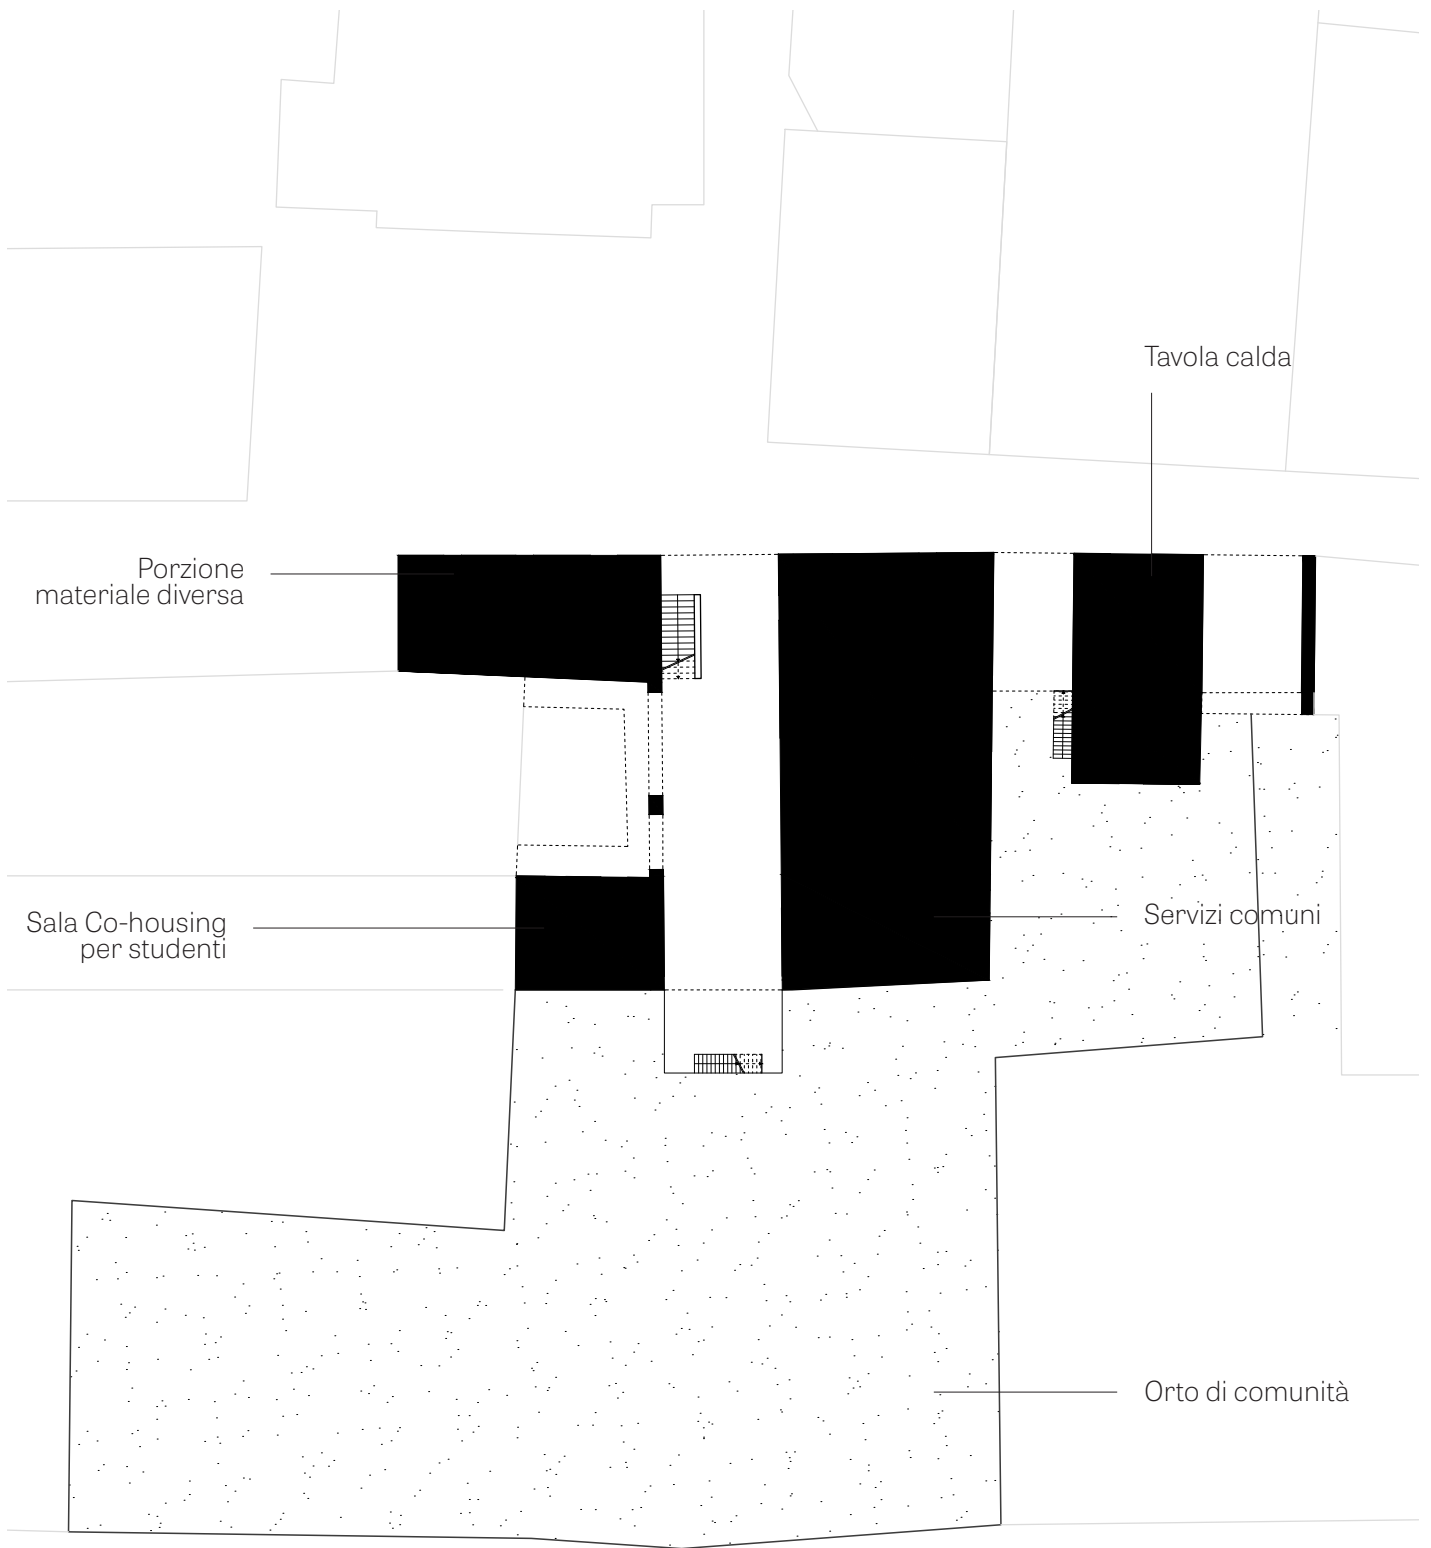 Tavola calda
Porzione
materiale diversa
Servizi comuni
Sala Co-housing
per studenti
Orto di comunità